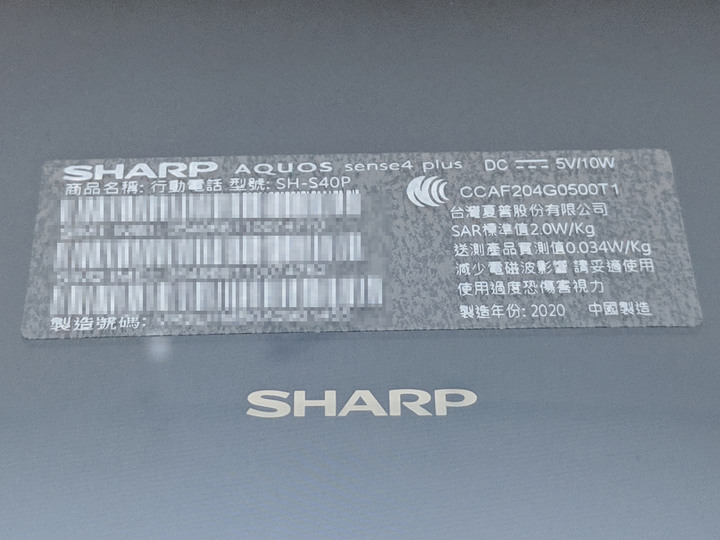 SHARP AQUOS sense4 plus DC 5V/10W
商品名稱: 行動電話 型號: SH-S40P
CCAF204G0500T1
台灣夏普股份有限公司
SAR標準值2.0W/Kg
送測產品實測值0.034W/Kg
減少電磁波影響 請妥適使用
使用過度恐傷害視力
製造號碼:
製造年份: 2020 中國製造
SHARP